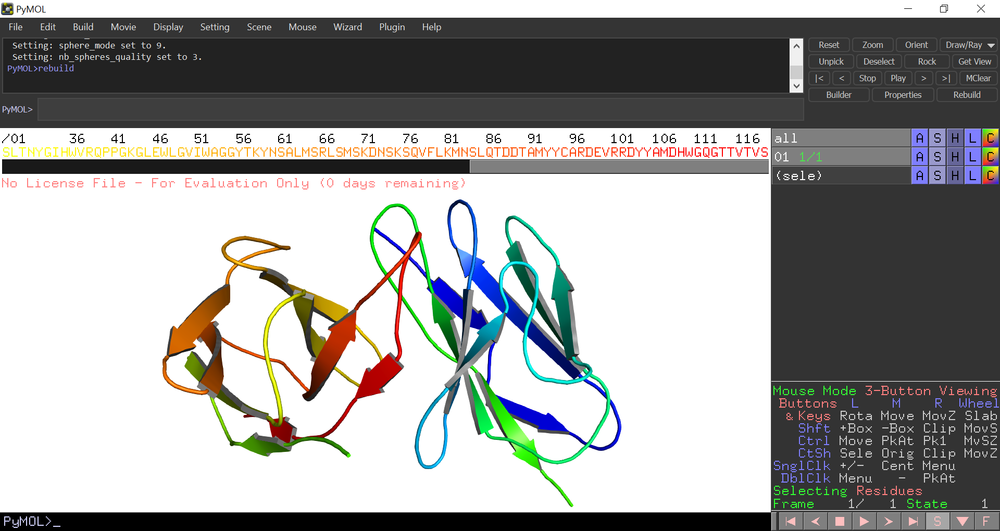 PyMOL
File Edit Build Movie Display Setting Scene Mouse Wizard Plugin Help
Setting: sphere_mode set to 9.
Setting: nb_spheres_quality set to 3.
PyMOL>rebuild
PyMOL>
Reset Zoom Orient Draw/Ray
Unpick Deselect Rock Get View
|< < Stop Play > >| MClear
Builder Properties Rebuild
/01 36 41 46 51 56 61 66 71 76 81 86 91 96 101 106 111 116
SLTNYGIHWVRQPPGKGLEWLGVIWAGGYTKYNSALMSRLSMSKDNSKSQVFLKMNSLQTDDTAMYYCARDEVRRDYYAMDHWGQGTTVTVS
No License File - For Evaluation Only (0 days remaining)
all A S H L C
01 1/1 A S H L C
(sele) A S H L C
Mouse Mode 3-Button Viewing
Buttons L M R Wheel
& Keys Rota Move MovZ Slab
Shft +Box -Box Clip MovS
Ctrl Move PkAt Pk1 MvSZ
CtSh Sele Orig Clip MovZ
SnglClk +/- Cent Menu
DblClk Menu - PkAt
Selecting Residues
Frame 1/ 1 State 1
PyMOL>_
S F